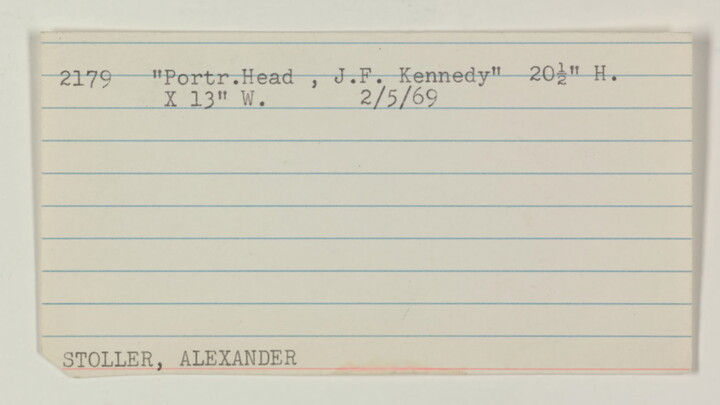 2179 "Portr.Head , J.F. Kennedy" 20½" H.
X 13" W. 2/5/69
STOLLER, ALEXANDER